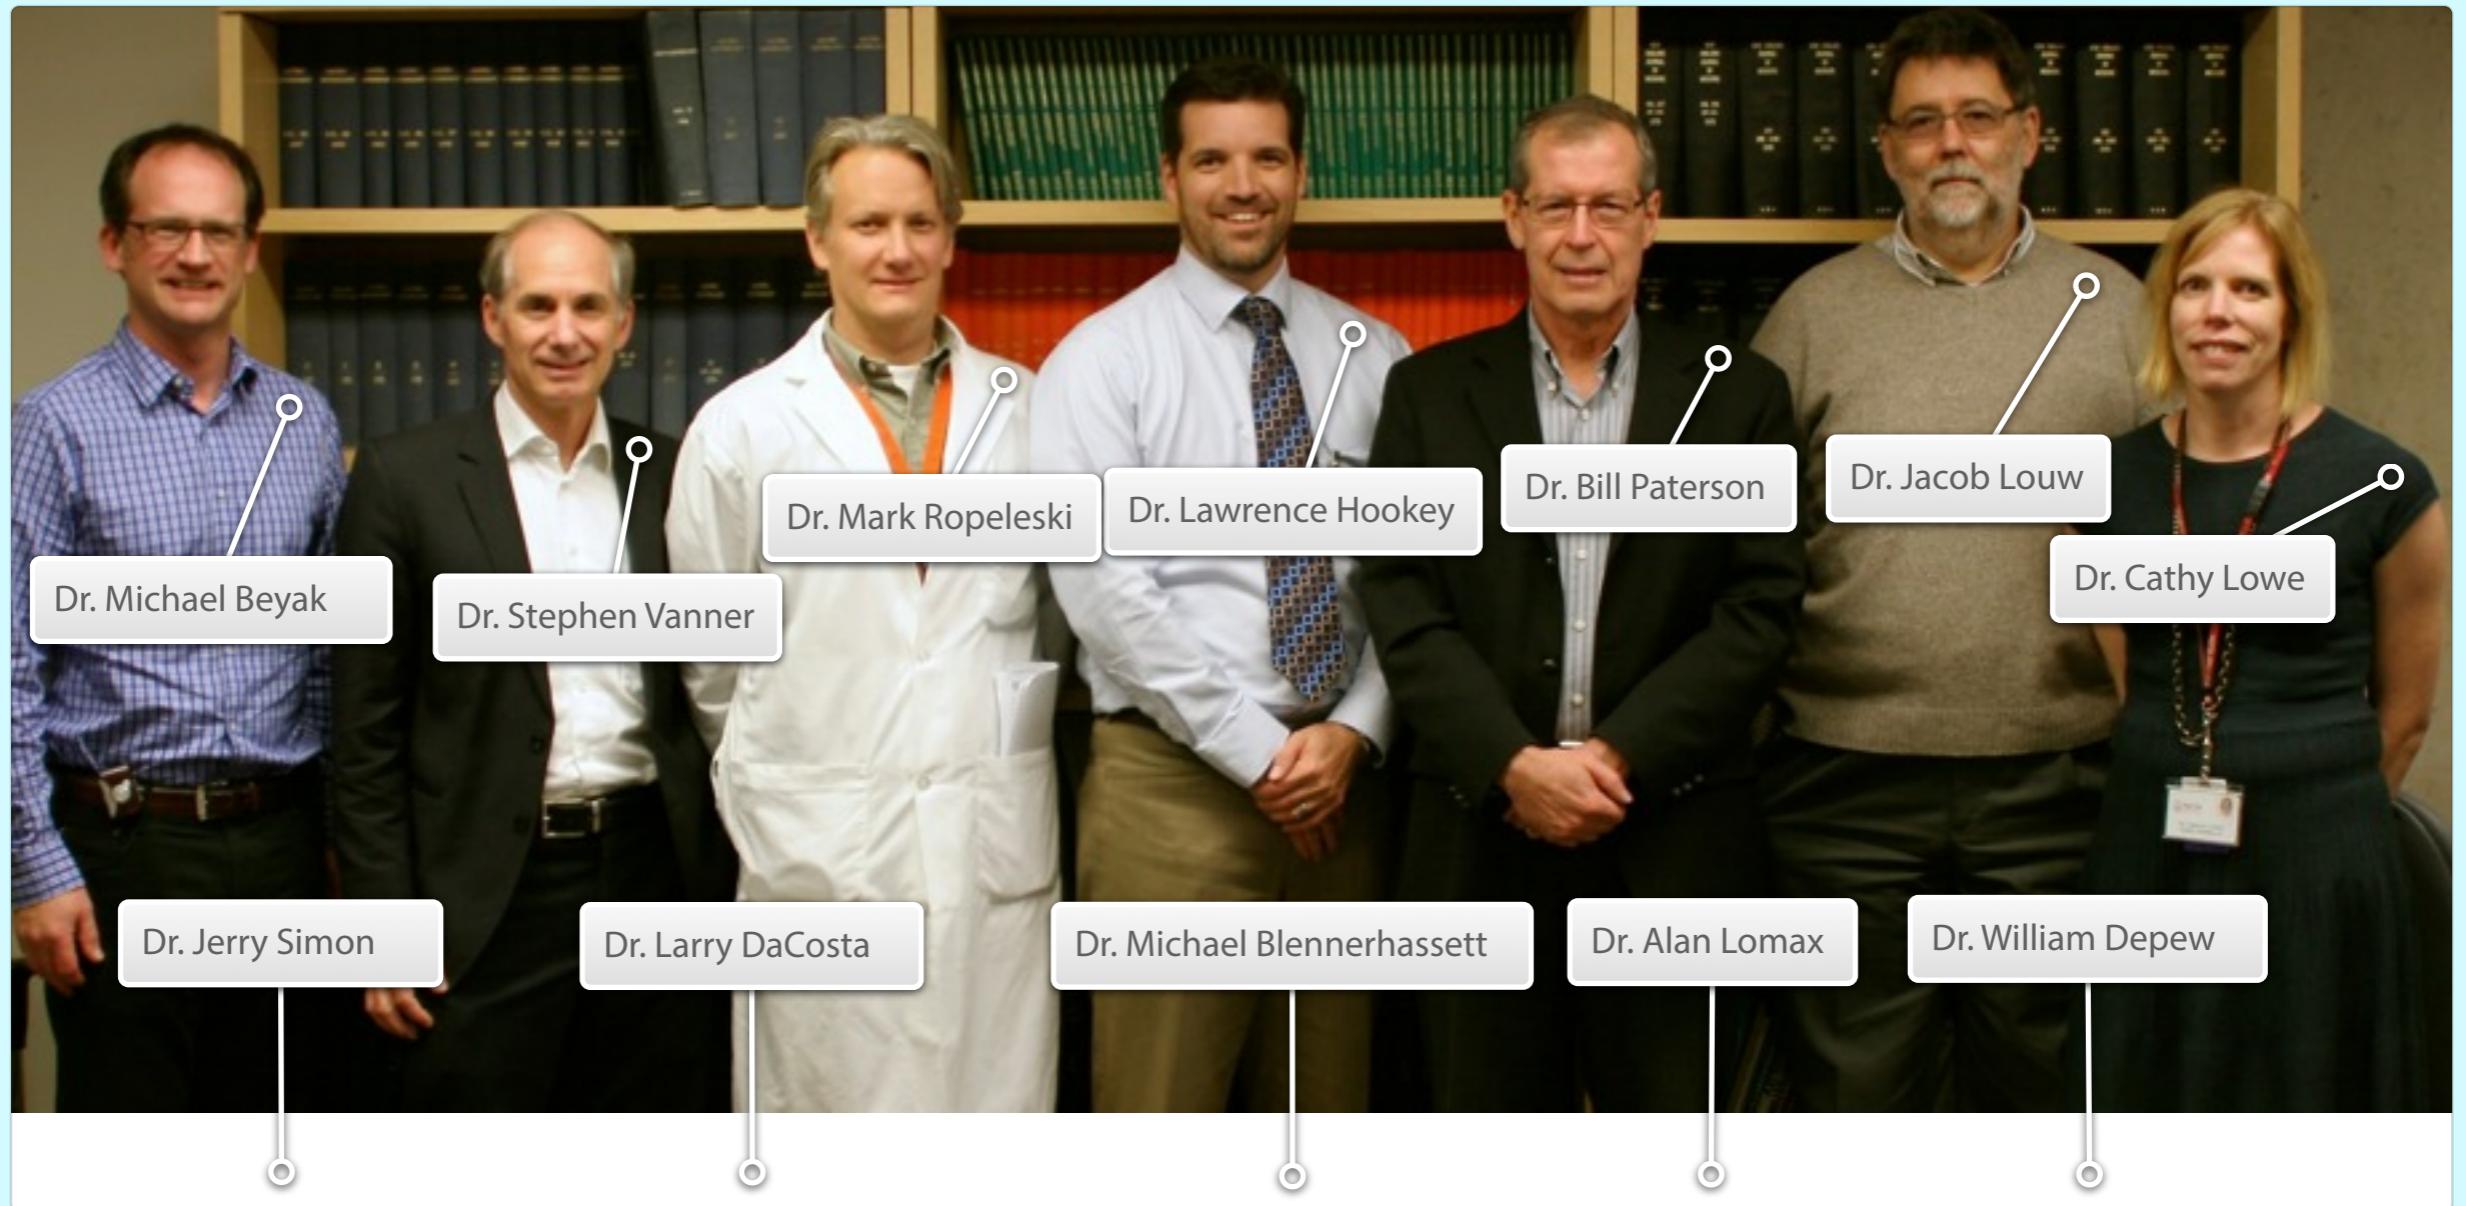 Dr. Michael Beyak
Dr. Stephen Vanner
Dr. Mark Ropeleski
Dr. Lawrence Hookey
Dr. Bill Paterson
Dr. Jacob Louw
Dr. Cathy Lowe
Dr. Jerry Simon
Dr. Larry DaCosta
Dr. Michael Blennerhassett
Dr. Alan Lomax
Dr. William Depew